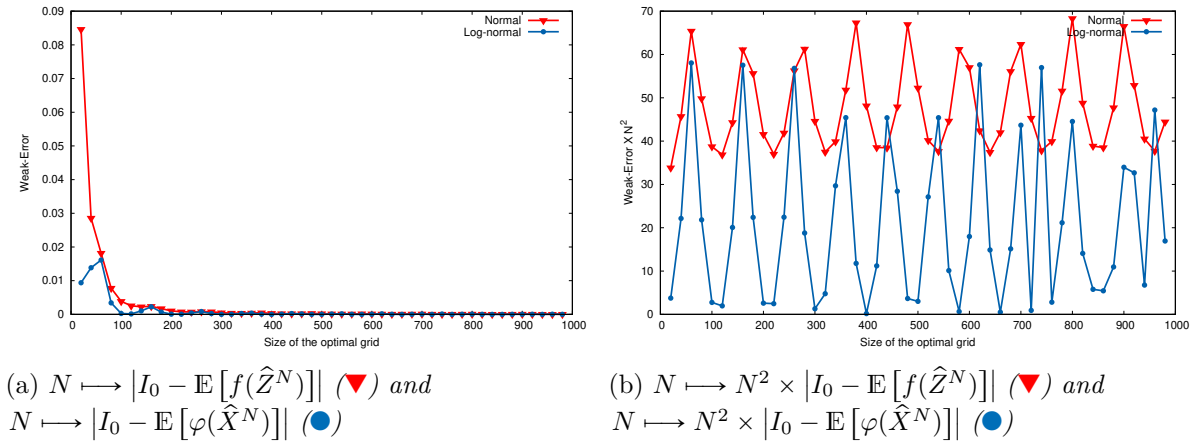 0.09
0.08
0.07
0.06
0.05
0.04
0.03
0.02
0.01
0
Weak-Error
Normal
Log-normal
0 100 200 300 400 500 600 700 800 900 1000
Size of the optimal grid
(a) N ⟼ |I₀ − 𝔼[f(Ẑᴺ)]| (▼) and
N ⟼ |I₀ − 𝔼[φ(X̂ᴺ)]| (●)
70
60
50
40
30
20
10
0
Weak-Error X N²
Normal
Log-normal
0 100 200 300 400 500 600 700 800 900 1000
Size of the optimal grid
(b) N ⟼ N² × |I₀ − 𝔼[f(Ẑᴺ)]| (▼) and
N ⟼ N² × |I₀ − 𝔼[φ(X̂ᴺ)]| (●)